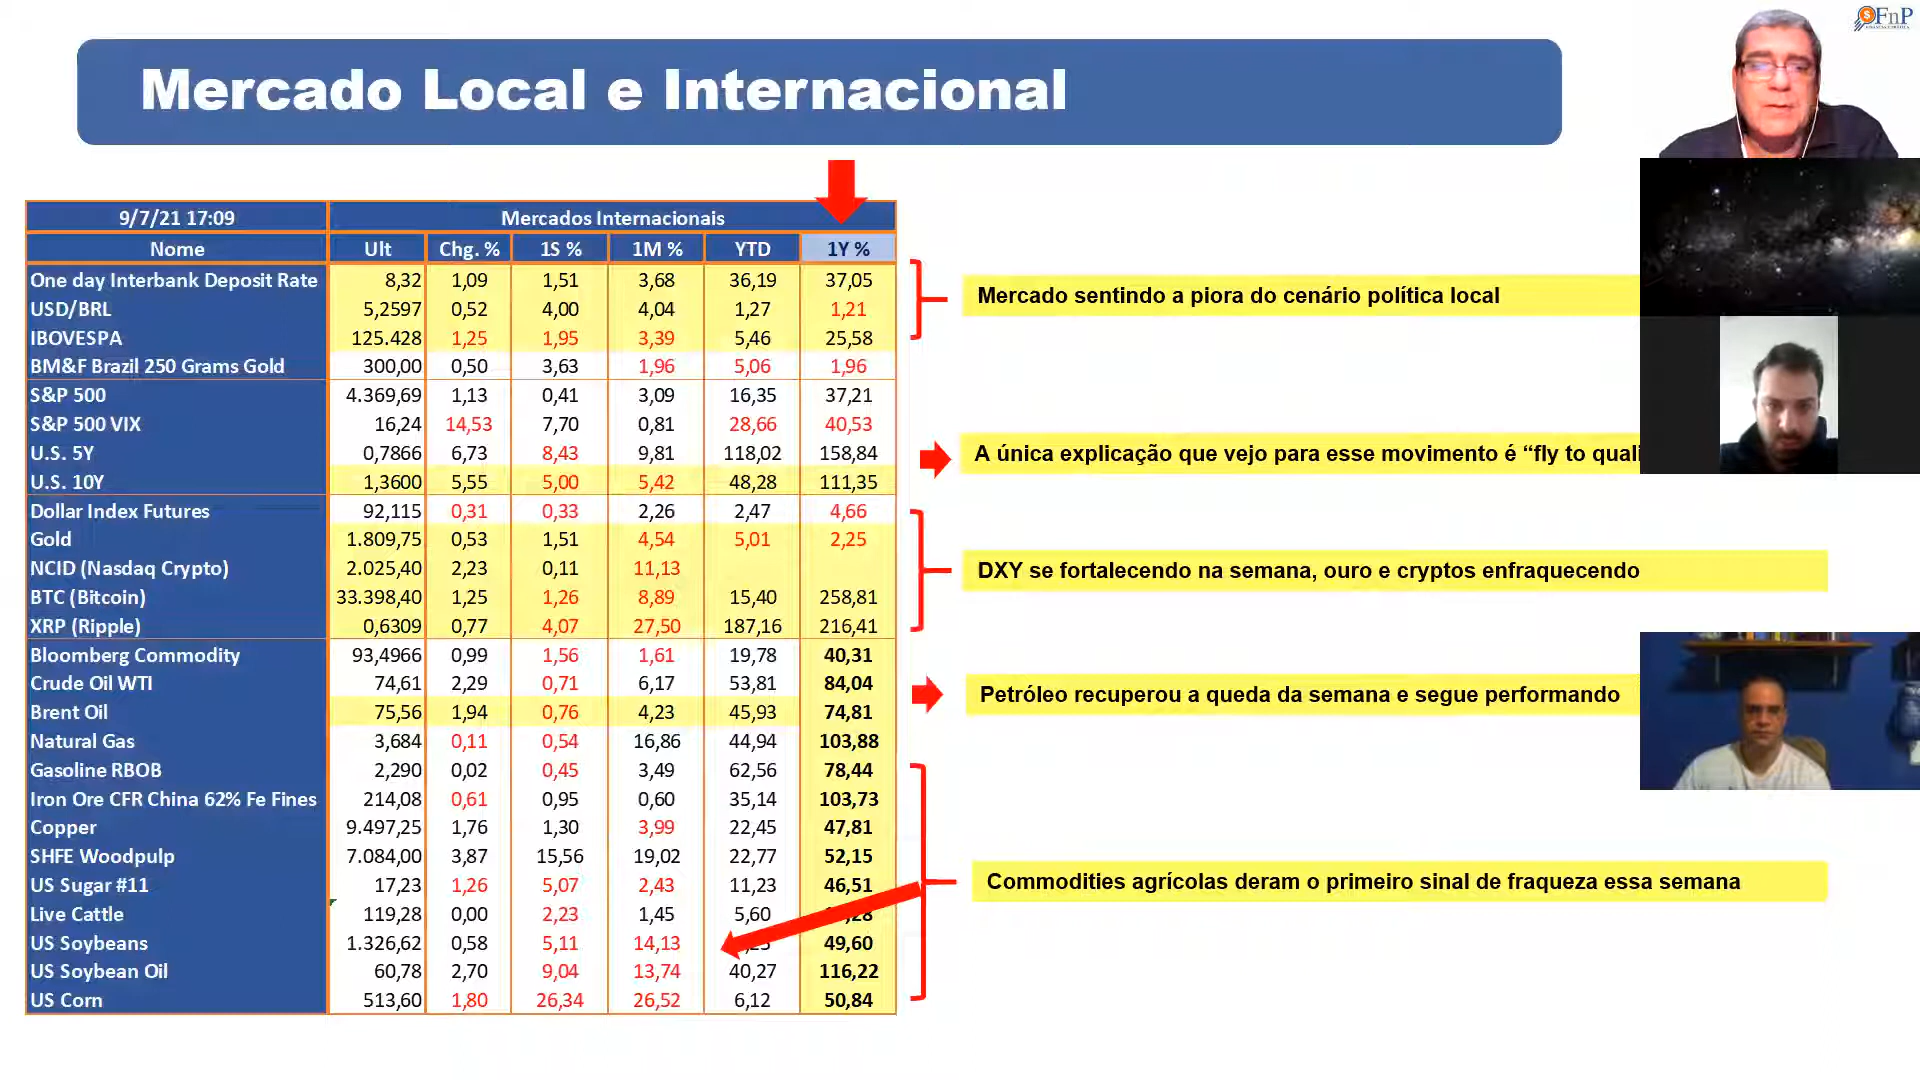 FnP
Mercado Local e Internacional
9/7/21 17:09 Mercados Internacionais
Nome Ult Chg. % 1S % 1M % YTD 1Y %
One day Interbank Deposit Rate 8,32 1,09 1,51 3,68 36,19 37,05
USD/BRL 5,2597 0,52 4,00 4,04 1,27 1,21
IBOVESPA 125.428 1,25 1,95 3,39 5,46 25,58
BM&F Brazil 250 Grams Gold 300,00 0,50 3,63 1,96 5,06 1,96
S&P 500 4.369,69 1,13 0,41 3,09 16,35 37,21
S&P 500 VIX 16,24 14,53 7,70 0,81 28,66 40,53
U.S. 5Y 0,7866 6,73 8,43 9,81 118,02 158,84
U.S. 10Y 1,3600 5,55 5,00 5,42 48,28 111,35
Dollar Index Futures 92,115 0,31 0,33 2,26 2,47 4,66
Gold 1.809,75 0,53 1,51 4,54 5,01 2,25
NCID (Nasdaq Crypto) 2.025,40 2,23 0,11 11,13
BTC (Bitcoin) 33.398,40 1,25 1,26 8,89 15,40 258,81
XRP (Ripple) 0,6309 0,77 4,07 27,50 187,16 216,41
Bloomberg Commodity 93,4966 0,99 1,56 1,61 19,78 40,31
Crude Oil WTI 74,61 2,29 0,71 6,17 53,81 84,04
Brent Oil 75,56 1,94 0,76 4,23 45,93 74,81
Natural Gas 3,684 0,11 0,54 16,86 44,94 103,88
Gasoline RBOB 2,290 0,02 0,45 3,49 62,56 78,44
Iron Ore CFR China 62% Fe Fines 214,08 0,61 0,95 0,60 35,14 103,73
Copper 9.497,25 1,76 1,30 3,99 22,45 47,81
SHFE Woodpulp 7.084,00 3,87 15,56 19,02 22,77 52,15
US Sugar #11 17,23 1,26 5,07 2,43 11,23 46,51
Live Cattle 119,28 0,00 2,23 1,45 5,60
US Soybeans 1.326,62 0,58 5,11 14,13 49,60
US Soybean Oil 60,78 2,70 9,04 13,74 40,27 116,22
US Corn 513,60 1,80 26,34 26,52 6,12 50,84
Mercado sentindo a piora do cenário política local
A única explicação que vejo para esse movimento é “fly to quali
DXY se fortalecendo na semana, ouro e cryptos enfraquecendo
Petróleo recuperou a queda da semana e segue performando
Commodities agrícolas deram o primeiro sinal de fraqueza essa semana